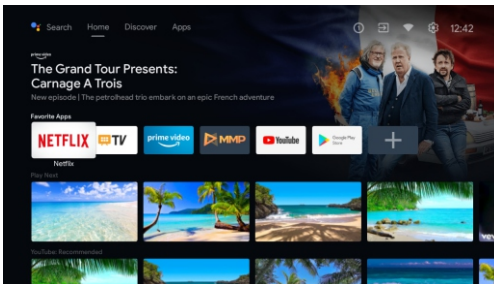 Search Home Discover Apps 12:42
prime video
The Grand Tour Presents:
Carnage A Trois
New episode | The petrolhead trio embark on an epic French adventure
Favorite Apps
NETFLIX TV prime video MMP YouTube Google Play
Store
Netflix
Play Next
YouTube: Recommended